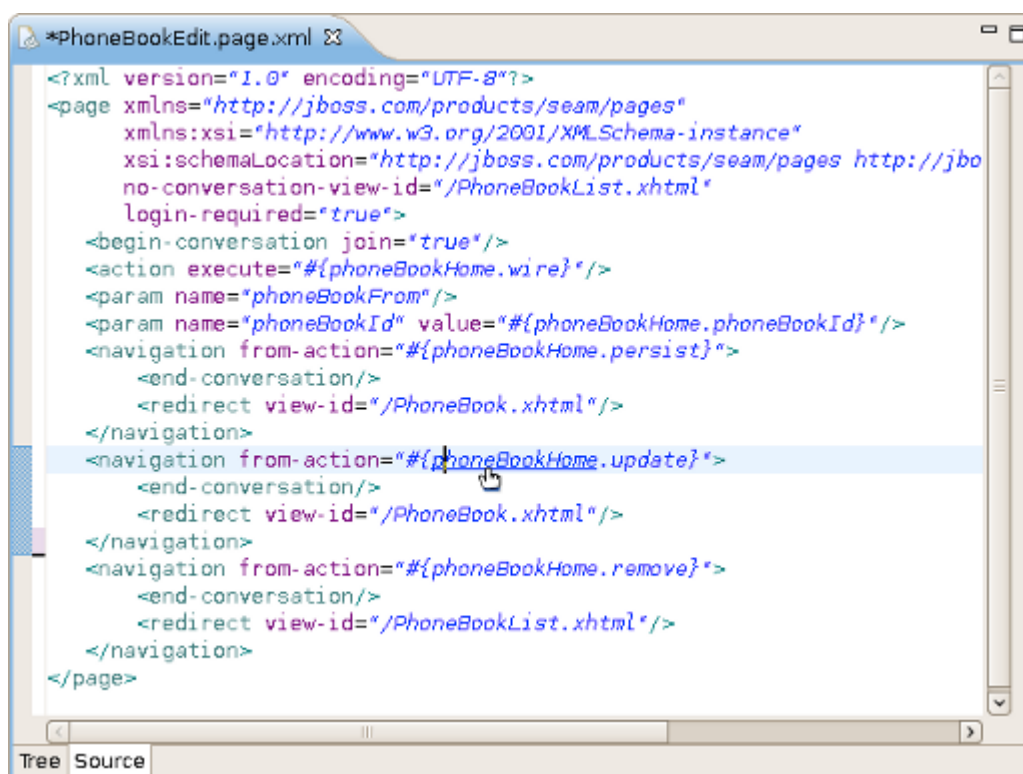 *PhoneBookEdit.page.xml
<?xml version="1.0" encoding="UTF-8"?>
<page xmlns="http://jboss.com/products/seam/pages"
xmlns:xsi="http://www.w3.org/2001/XMLSchema-instance"
xsi:schemaLocation="http://jboss.com/products/seam/pages http://jbo
no-conversation-view-id="/PhoneBookList.xhtml"
login-required="true">
<begin-conversation join="true"/>
<action execute="#{phoneBookHome.wire}"/>
<param name="phoneBookFrom"/>
<param name="phoneBookId" value="#{phoneBookHome.phoneBookId}"/>
<navigation from-action="#{phoneBookHome.persist}">
<end-conversation/>
<redirect view-id="/PhoneBook.xhtml"/>
</navigation>
<navigation from-action="#{phoneBookHome.update}">
<end-conversation/>
<redirect view-id="/PhoneBook.xhtml"/>
</navigation>
<navigation from-action="#{phoneBookHome.remove}">
<end-conversation/>
<redirect view-id="/PhoneBookList.xhtml"/>
</navigation>
</page>
Tree Source